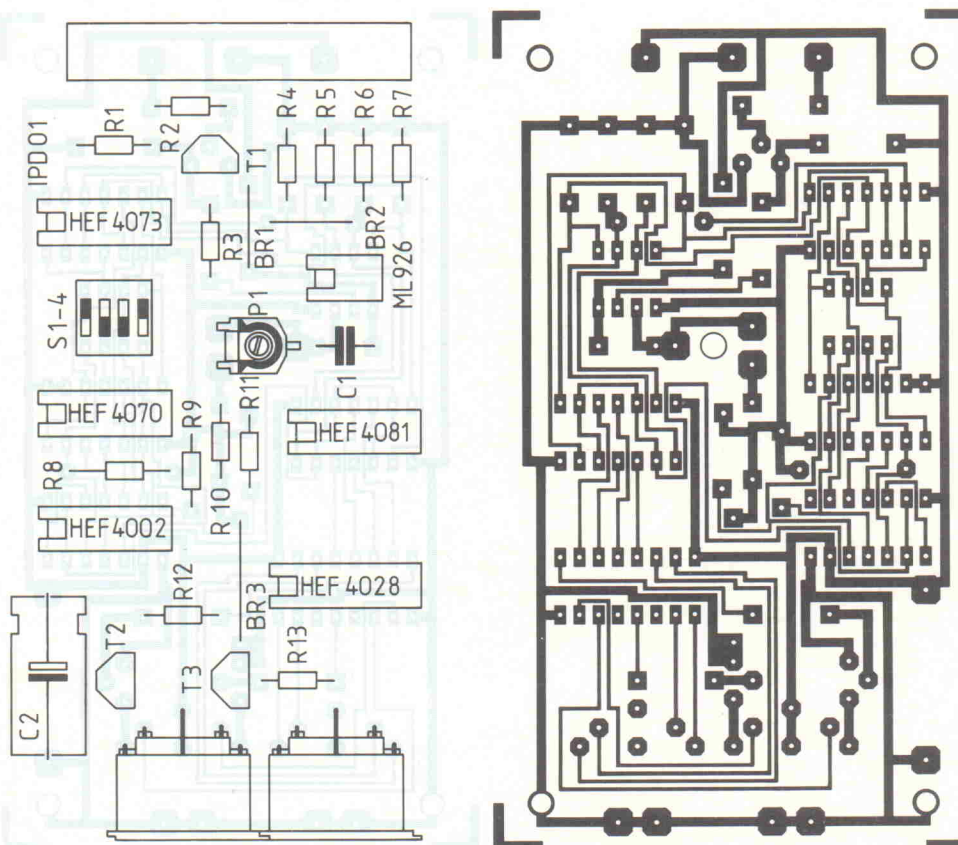 R1
R2
R4
R5
R6
R7
IPD01
T1
HEF 4073
R3
BR1
BR2
ML926
S1-4
P1
C1
HEF 4070
R9
R11
HEF 4081
R8
R10
HEF 4002
R12
BR3
HEF 4028
T2
T3
R13
C2